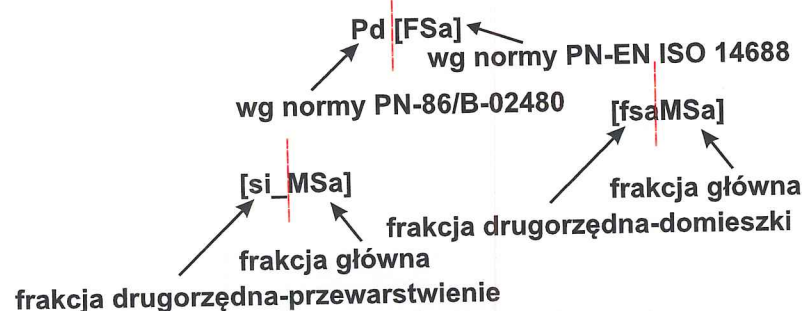 Pd [FSa]
wg normy PN-EN ISO 14688
wg normy PN-86/B-02480
[fsaMSa]
frakcja główna
frakcja drugorzędna-domieszki
[si_MSa]
frakcja główna
frakcja drugorzędna-przewarstwienie